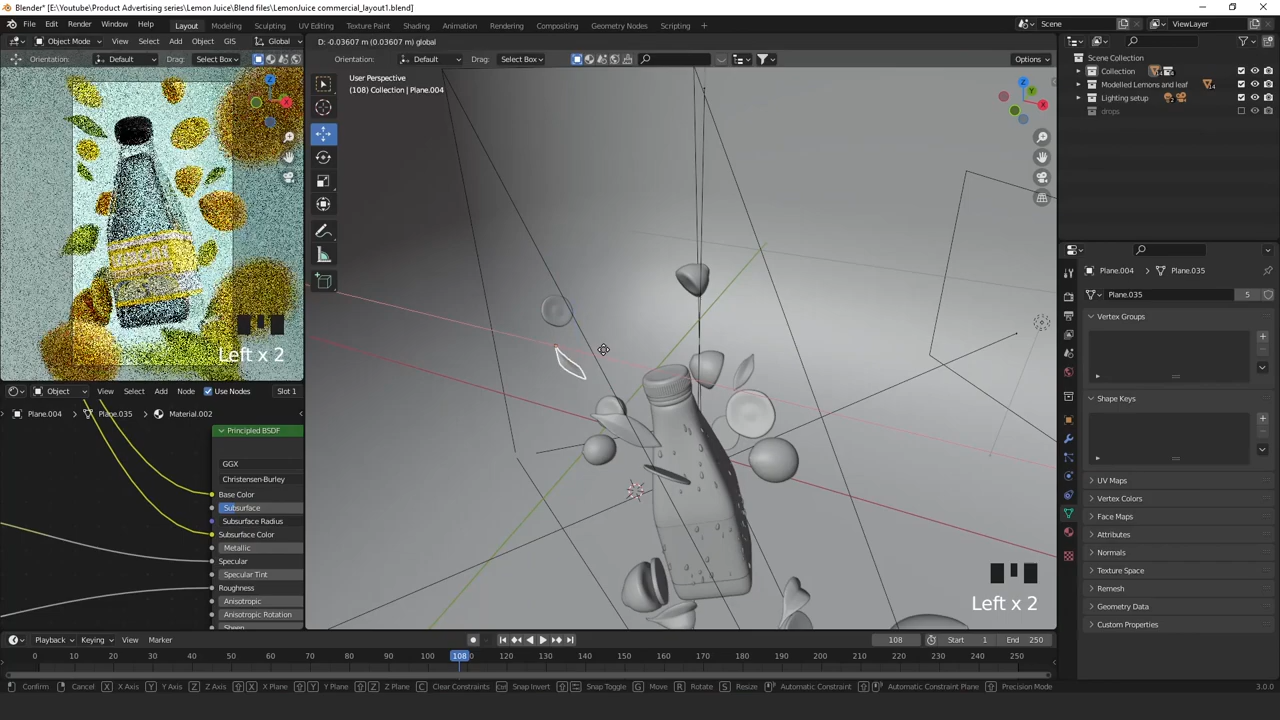 Blender* [E:\Youtube\Product Advertising series\Lemon Juice\Blend files\LemonJuice commercial_layout1.blend]
File Edit Render Window Help Layout Modeling Sculpting UV Editing Texture Paint Shading Animation Rendering Compositing Geometry Nodes Scripting Scene ViewLayer
Object Mode View Select Add Object GIS Global
D: -0.03607 m (0.03607 m) global
Orientation: Default Drag: Select Box
Orientation: Default Drag: Select Box Options
User Perspective
(108) Collection | Plane.004
Scene Collection
Collection
Modelled Lemons and leaf
Lighting setup
drops
Left x 2
Object View Select Add Node Use Nodes Slot 1
Plane.004 Plane.035 Material.002
Principled BSDF
GGX
Christensen-Burley
Base Color
Subsurface
Subsurface Radius
Subsurface Color
Metallic
Specular
Specular Tint
Roughness
Anisotropic
Anisotropic Rotation
Sheen
Plane.004 Plane.035
Plane.035 5
Vertex Groups
Shape Keys
UV Maps
Vertex Colors
Face Maps
Attributes
Normals
Texture Space
Remesh
Geometry Data
Custom Properties
Left x 2
Playback Keying View Marker 108 Start 1 End 250
0 10 20 30 40 50 60 70 80 90 100 108 120 130 140 150 160 170 180 190 200 210 220 230 240 250
Confirm Cancel X X Axis Y Y Axis Z Z Axis X X Plane Y Y Plane Z Z Plane C Clear Constraints Snap Invert Snap Toggle G Move R Rotate S Resize Automatic Constraint Automatic Constraint Plane Precision Mode 3.0.0